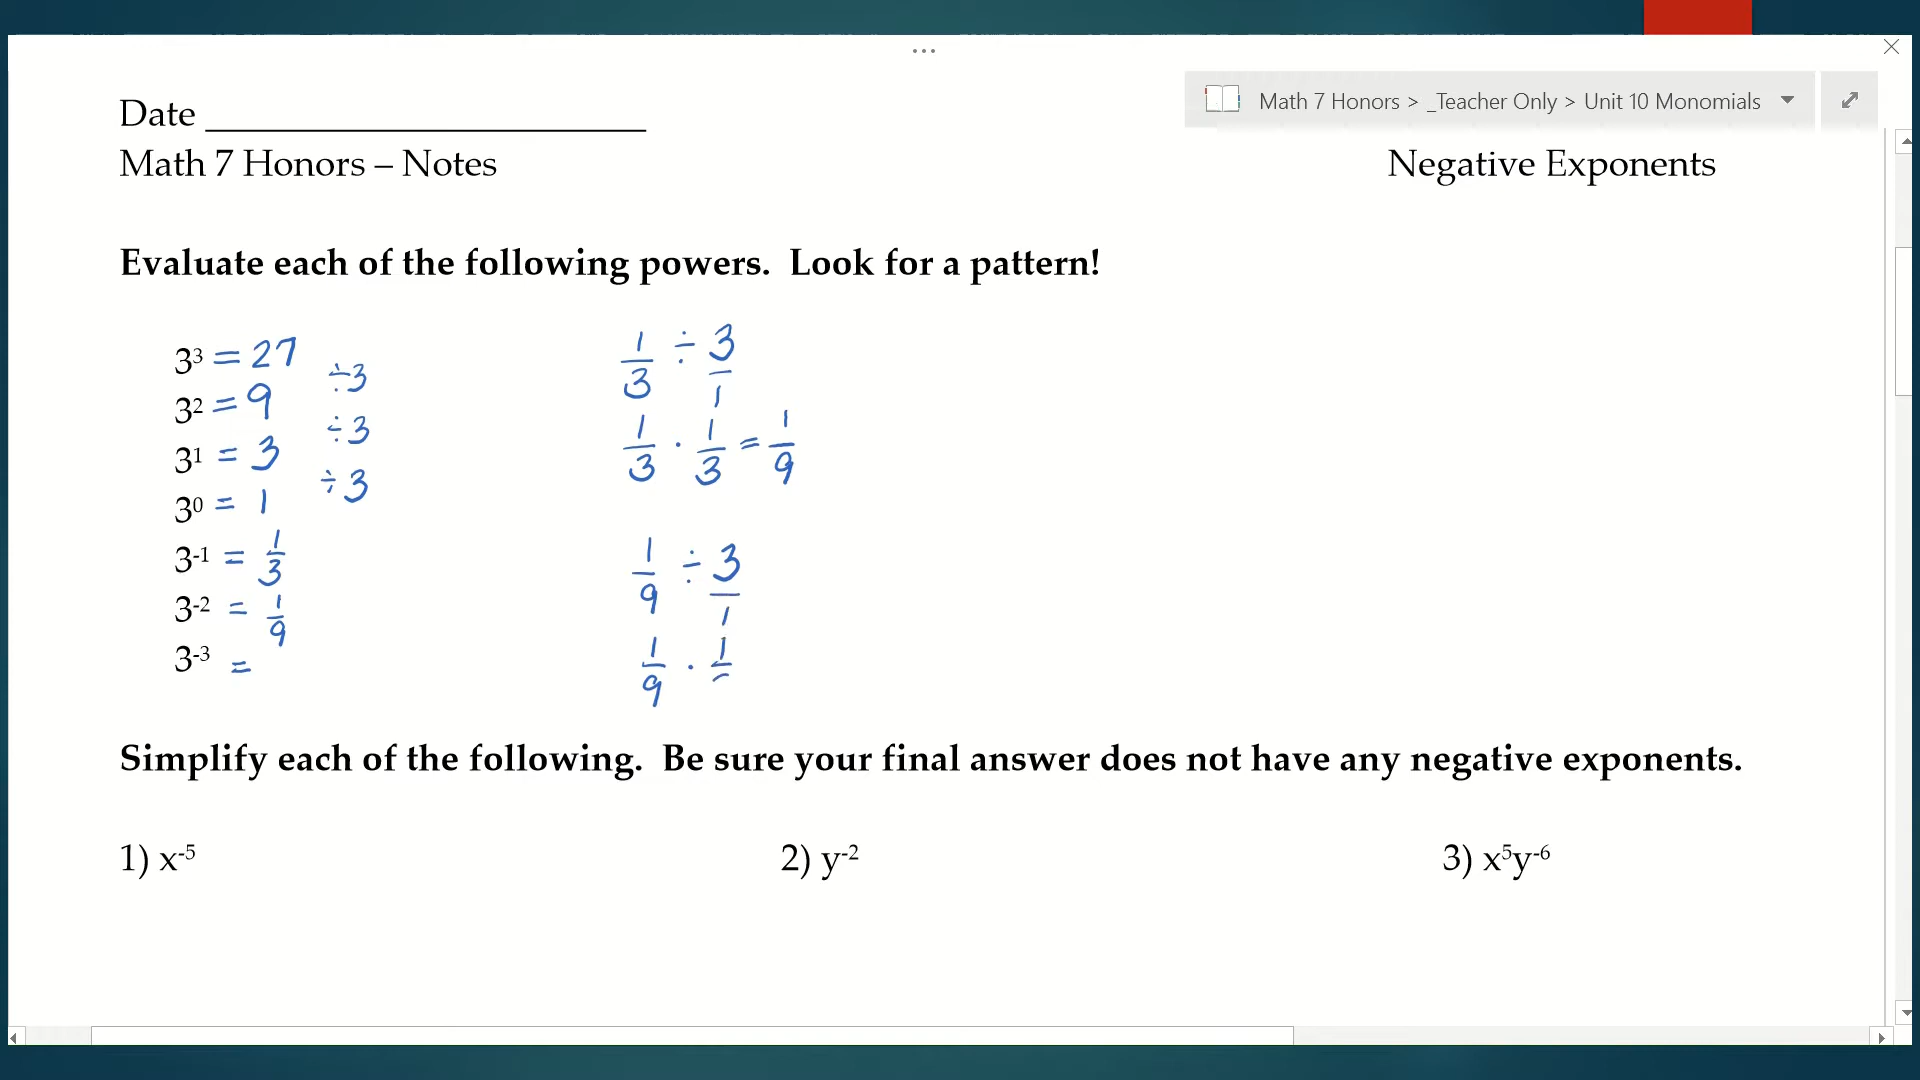 ...
Math 7 Honors > _Teacher Only > Unit 10 Monomials
Date ______________________
Math 7 Honors – Notes
Negative Exponents
Evaluate each of the following powers.  Look for a pattern!
3³ = 27
÷3
3² = 9
÷3
3¹ = 3
÷3
3⁰ = 1
3⁻¹ = 1/3
3⁻² = 1/9
3⁻³ =
1/3 ÷ 3/1
1/3 · 1/3 = 1/9
1/9 ÷ 3/1
1/9 · 1/
Simplify each of the following.  Be sure your final answer does not have any negative exponents.
1) x⁻⁵
2) y⁻²
3) x⁵y⁻⁶